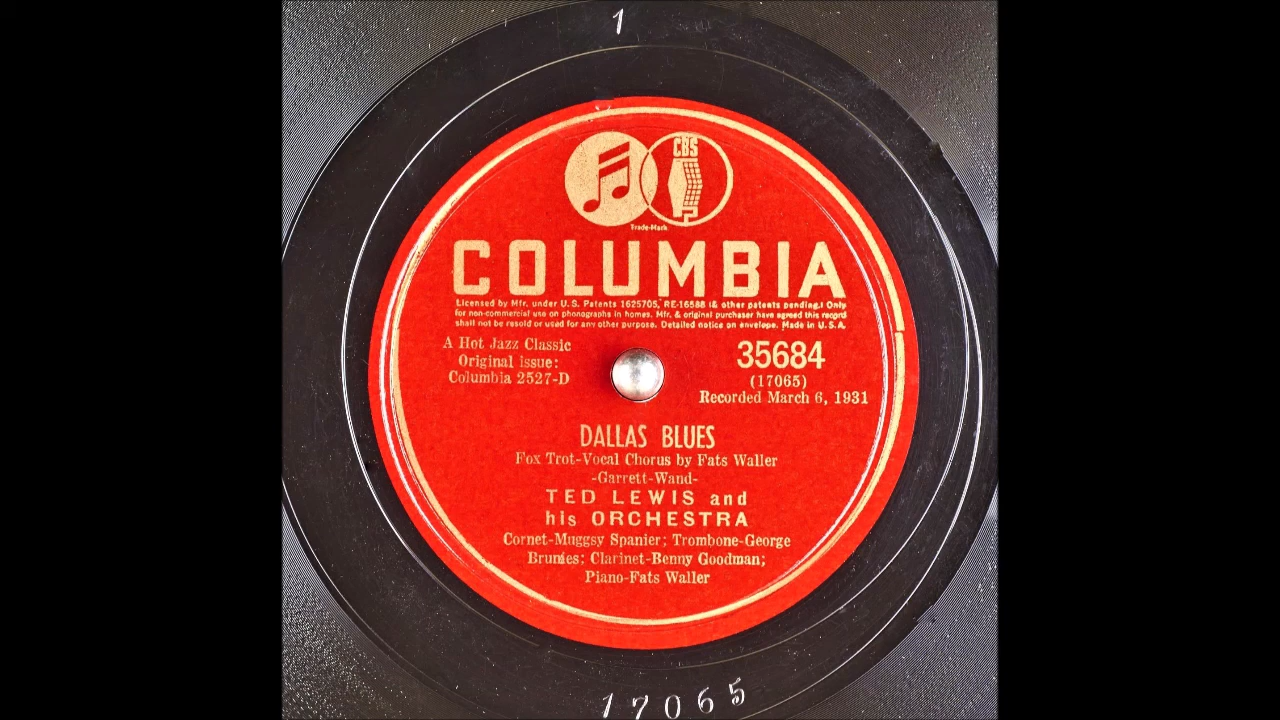 1
CBS
Trade-Mark
COLUMBIA
Licensed by Mfr. under U.S. Patents 1625705, RE-16588 (& other patents pending.) Only
for non-commercial use on phonographs in homes. Mfr. & original purchaser have agreed this record
shall not be resold or used for any other purpose. Detailed notice on envelope. Made in U.S.A.
A Hot Jazz Classic
Original issue:
Columbia 2527-D
35684
(17065)
Recorded March 6, 1931
DALLAS BLUES
Fox Trot-Vocal Chorus by Fats Waller
-Garrett-Wand-
TED LEWIS and
his ORCHESTRA
Cornet-Muggsy Spanier; Trombone-George
Brunies; Clarinet-Benny Goodman;
Piano-Fats Waller
17065